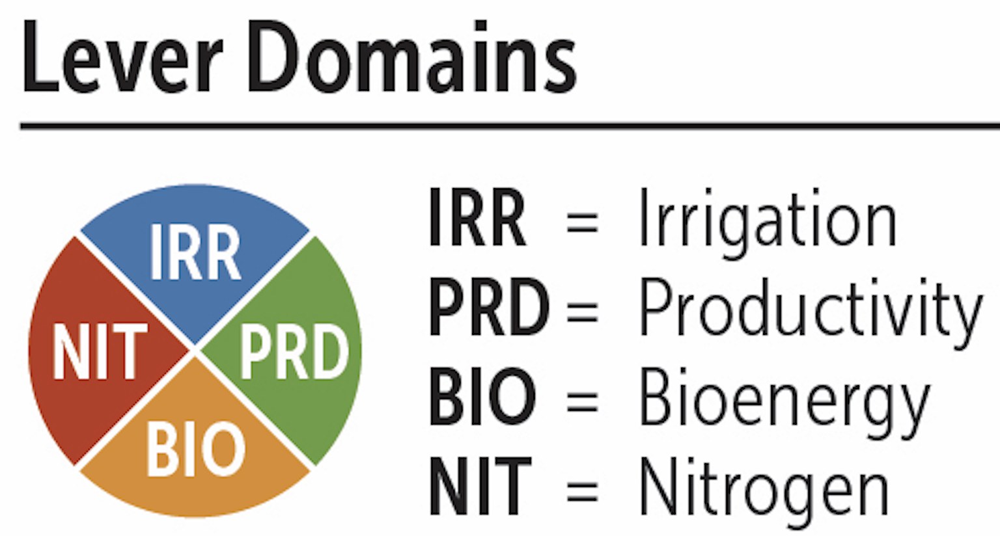 Lever Domains
IRR
NIT PRD
BIO
IRR = Irrigation
PRD = Productivity
BIO = Bioenergy
NIT = Nitrogen